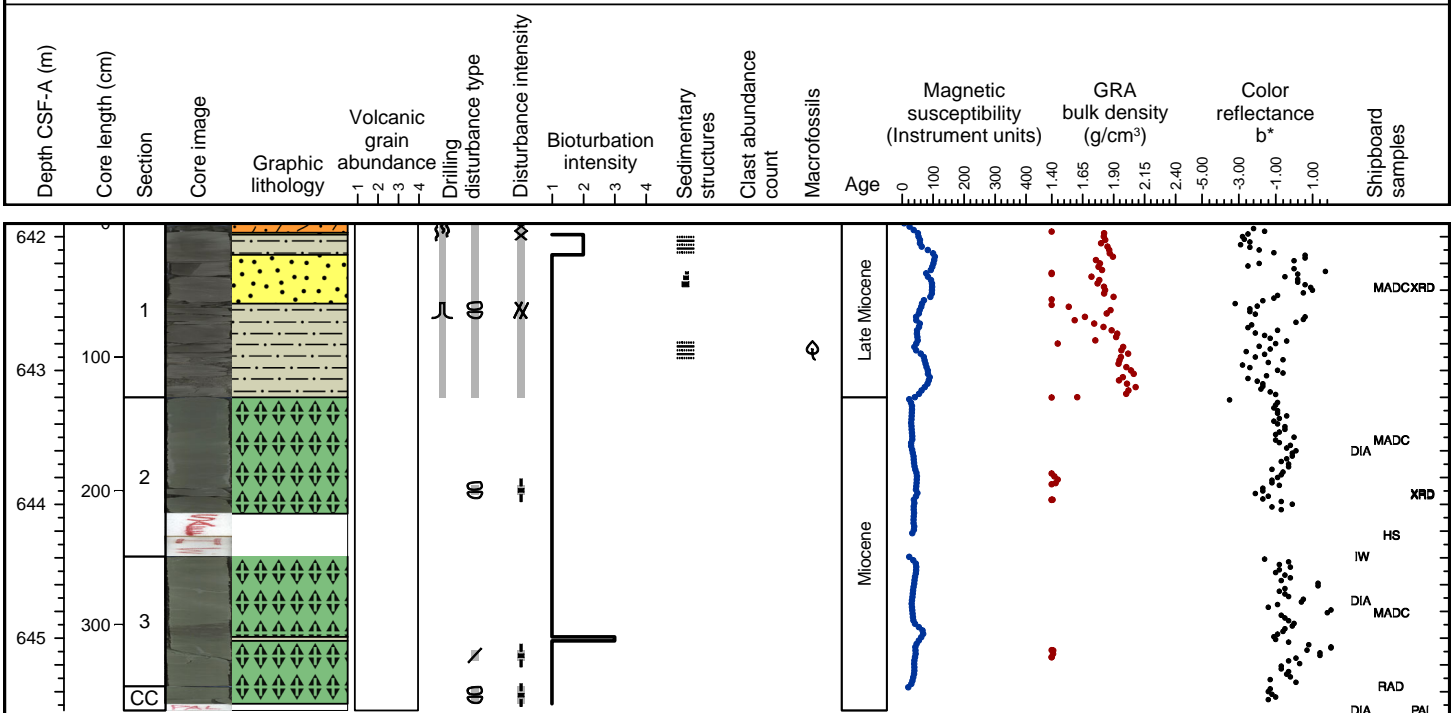 Depth CSF-A (m)
Core length (cm)
Section
Core image
Graphic
lithology
Volcanic
grain
abundance
1 2 3 4
Drilling
disturbance type
Disturbance intensity
Bioturbation
intensity
1 2 3 4
Sedimentary
structures
Clast abundance
count
Macrofossils
Age
Magnetic
susceptibility
(Instrument units)
0 100 200 300 400
GRA
bulk density
(g/cm³)
1.40 1.65 1.90 2.15 2.40
Color
reflectance
b*
-5.00 -3.00 -1.00 1.00
Shipboard
samples
642
643
644
645
0
100
200
300
1
2
3
CC
Late Miocene
Miocene
MADC XRD
MADC
DIA
XRD
HS
IW
DIA
MADC
RAD
DIA PAL